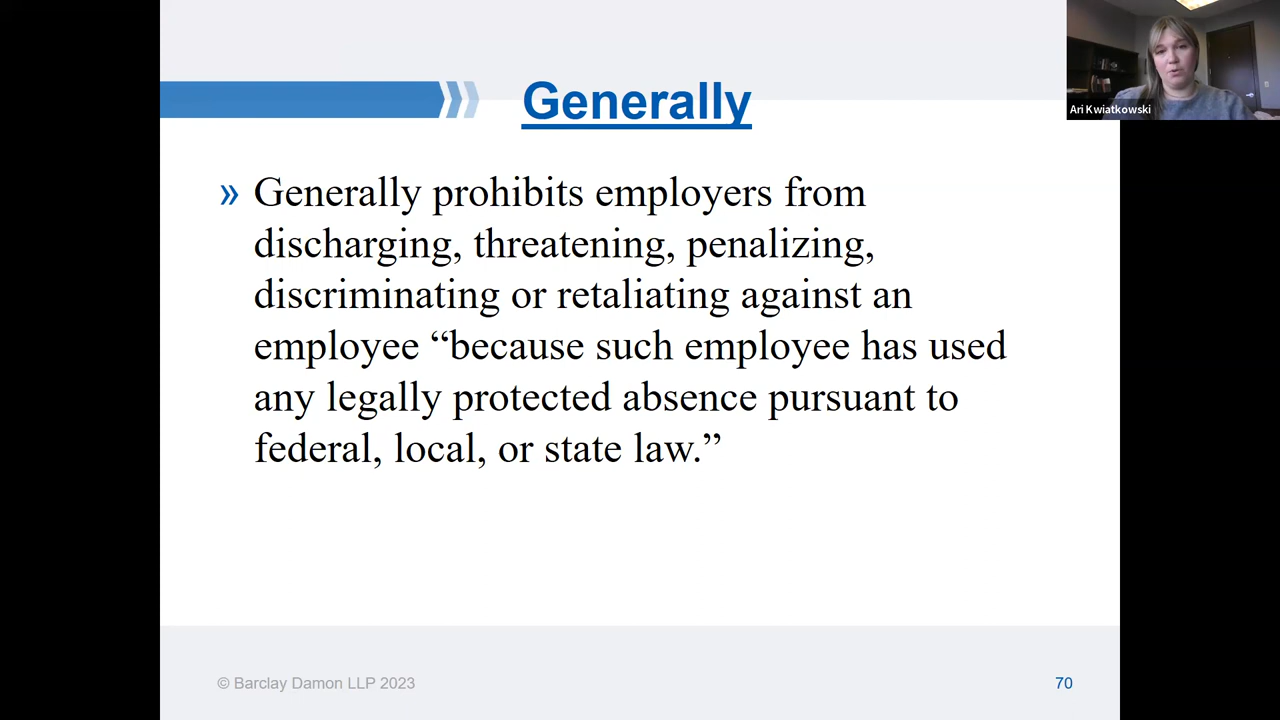 Generally
Ari Kwiatkowski
» Generally prohibits employers from
discharging, threatening, penalizing,
discriminating or retaliating against an
employee “because such employee has used
any legally protected absence pursuant to
federal, local, or state law.”
© Barclay Damon LLP 2023
70